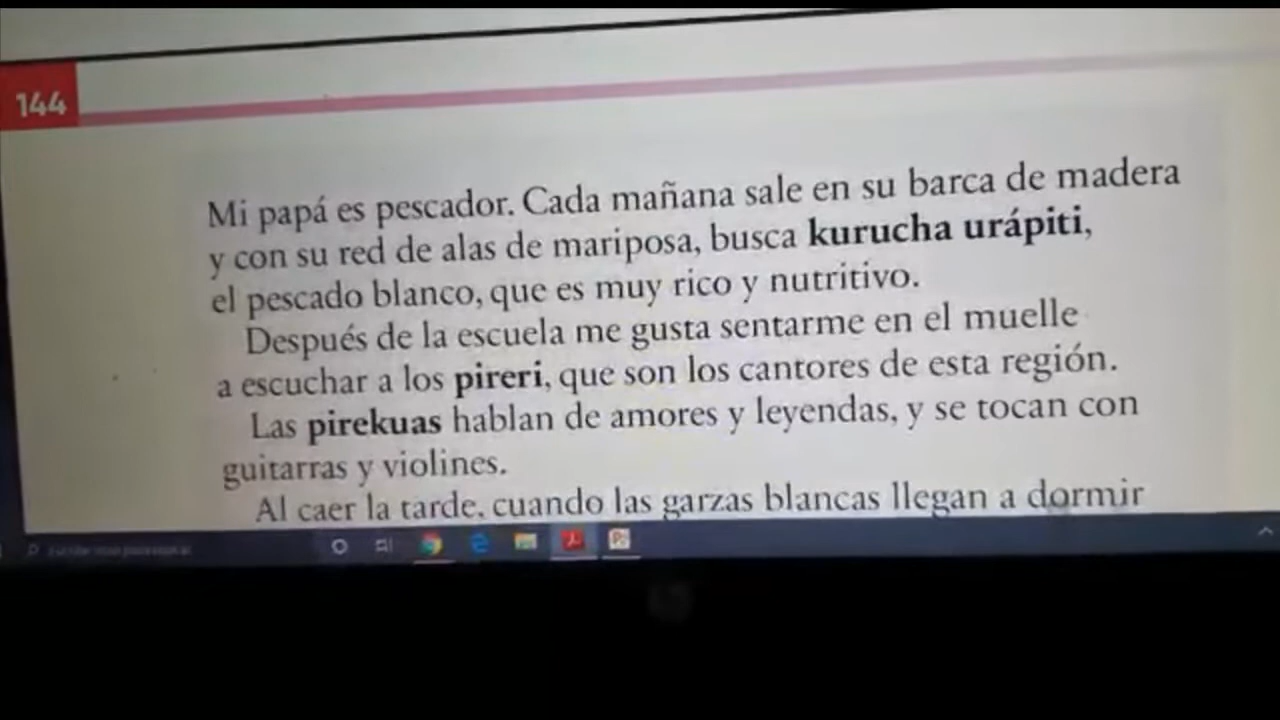 144
Mi papá es pescador. Cada mañana sale en su barca de madera
y con su red de alas de mariposa, busca kurucha urápiti,
el pescado blanco, que es muy rico y nutritivo.
Después de la escuela me gusta sentarme en el muelle
a escuchar a los pireri, que son los cantores de esta región.
Las pirekuas hablan de amores y leyendas, y se tocan con
guitarras y violines.
Al caer la tarde, cuando las garzas blancas llegan a dormir